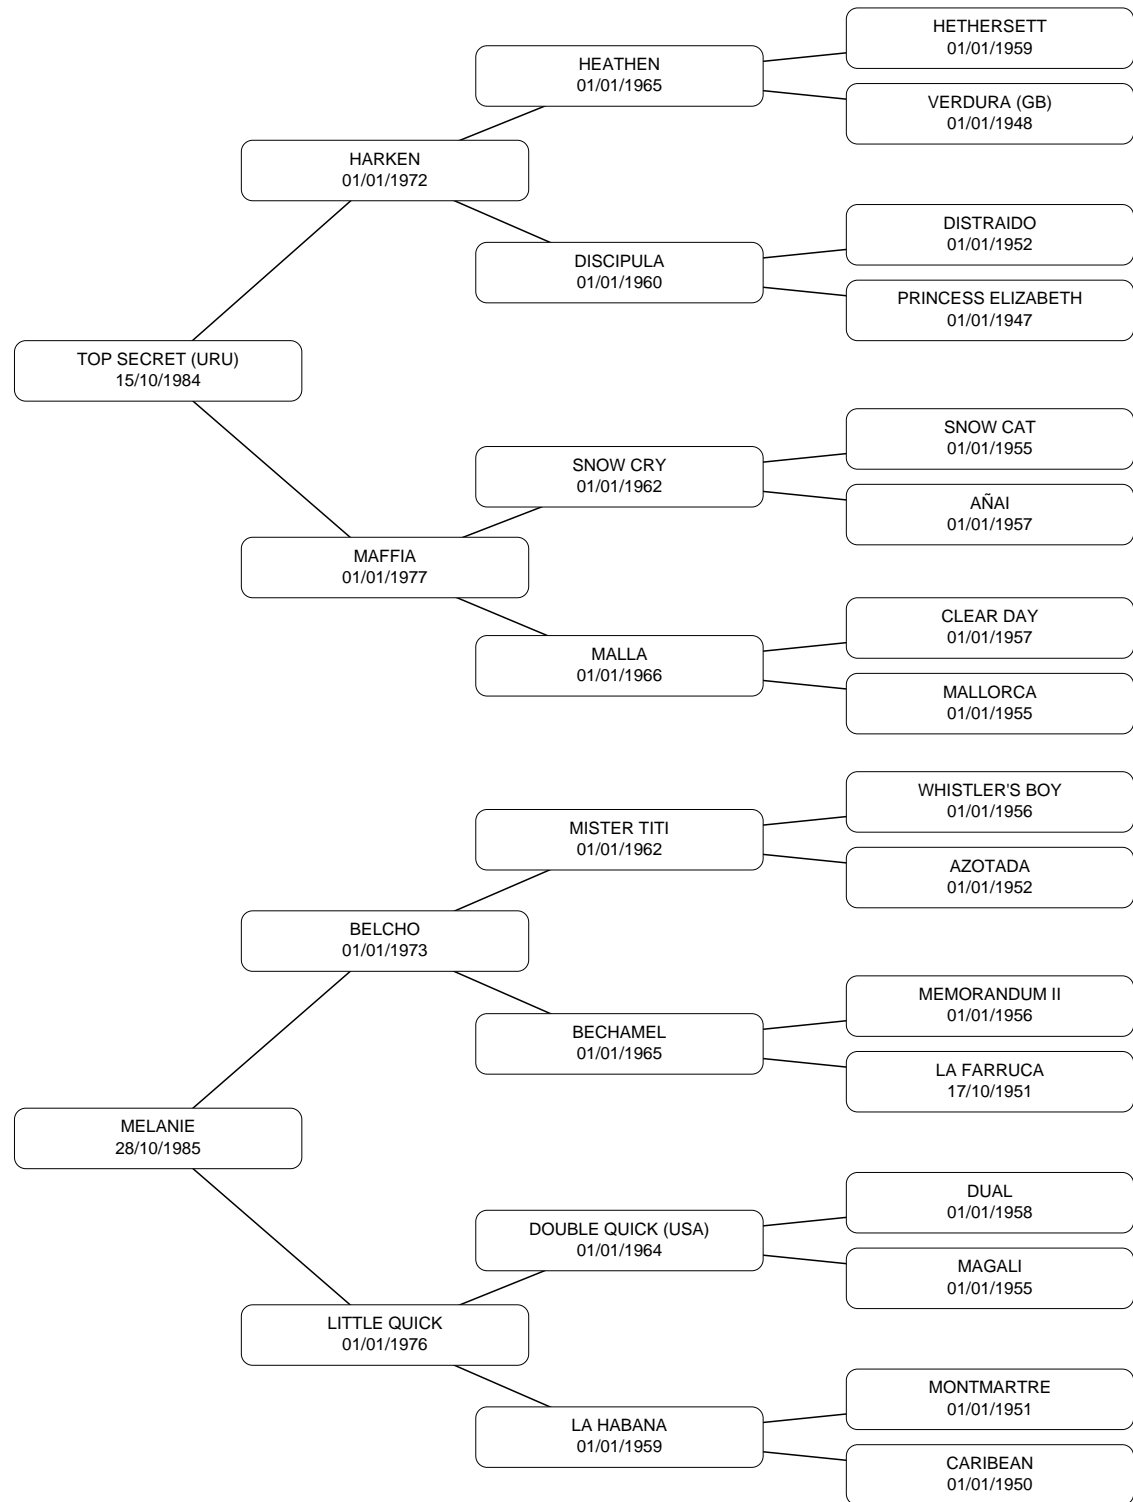 HETHERSETT
01/01/1959
HEATHEN
01/01/1965
VERDURA (GB)
01/01/1948
HARKEN
01/01/1972
DISTRAIDO
01/01/1952
DISCIPULA
01/01/1960
PRINCESS ELIZABETH
01/01/1947
TOP SECRET (URU)
15/10/1984
SNOW CAT
01/01/1955
SNOW CRY
01/01/1962
AÑAI
01/01/1957
MAFFIA
01/01/1977
CLEAR DAY
01/01/1957
MALLA
01/01/1966
MALLORCA
01/01/1955
WHISTLER'S BOY
01/01/1956
MISTER TITI
01/01/1962
AZOTADA
01/01/1952
BELCHO
01/01/1973
MEMORANDUM II
01/01/1956
BECHAMEL
01/01/1965
LA FARRUCA
17/10/1951
MELANIE
28/10/1985
DUAL
01/01/1958
DOUBLE QUICK (USA)
01/01/1964
MAGALI
01/01/1955
LITTLE QUICK
01/01/1976
MONTMARTRE
01/01/1951
LA HABANA
01/01/1959
CARIBEAN
01/01/1950